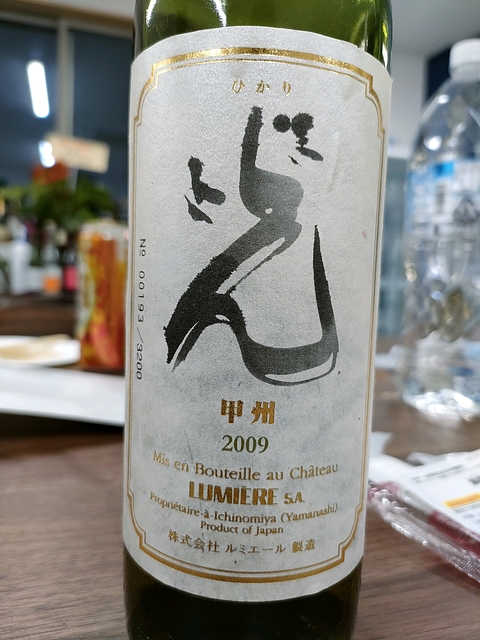 ひかり
光
No 00193 /3200
甲州
2009
Mis en Bouteille au Château
LUMIÈRE S.A.
Propriétaire-à-Ichinomiya (Yamanashi)
Product of Japan
株式会社 ルミエール 製造